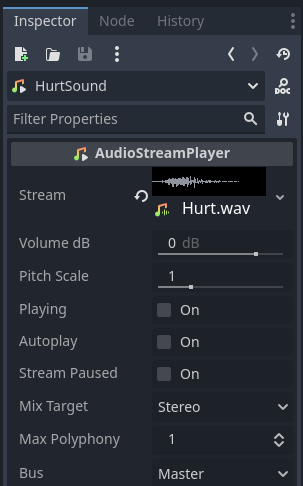 Inspector Node History
HurtSound
DOC
Filter Properties
AudioStreamPlayer
Stream
Hurt.wav
Volume dB 0 dB
Pitch Scale 1
Playing On
Autoplay On
Stream Paused On
Mix Target Stereo
Max Polyphony 1
Bus Master